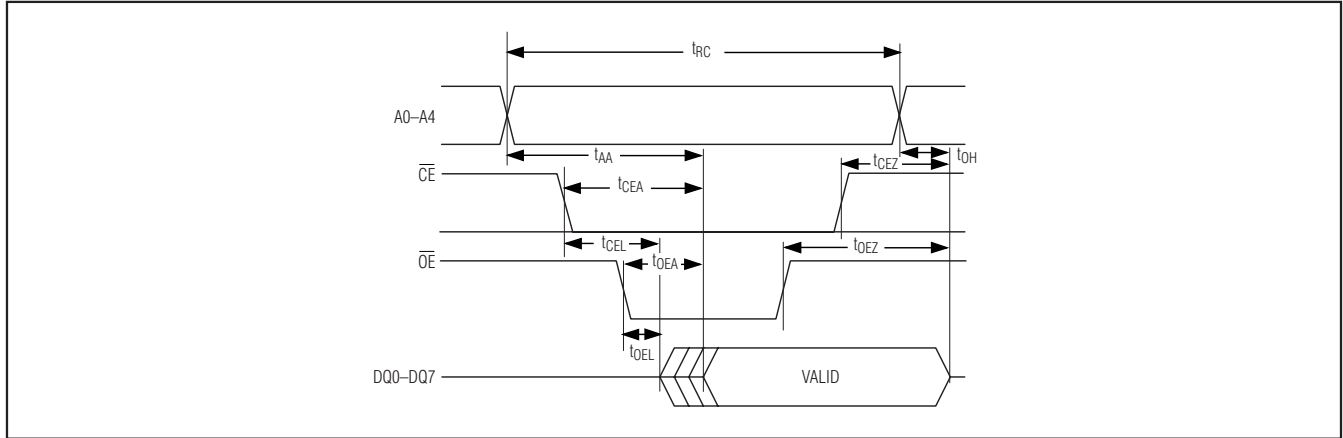 tRC
A0–A4
tAA
tCEZ
tOH
CE
tCEA
tCEL
tOEZ
OE
tOEA
tOEL
DQ0–DQ7
VALID